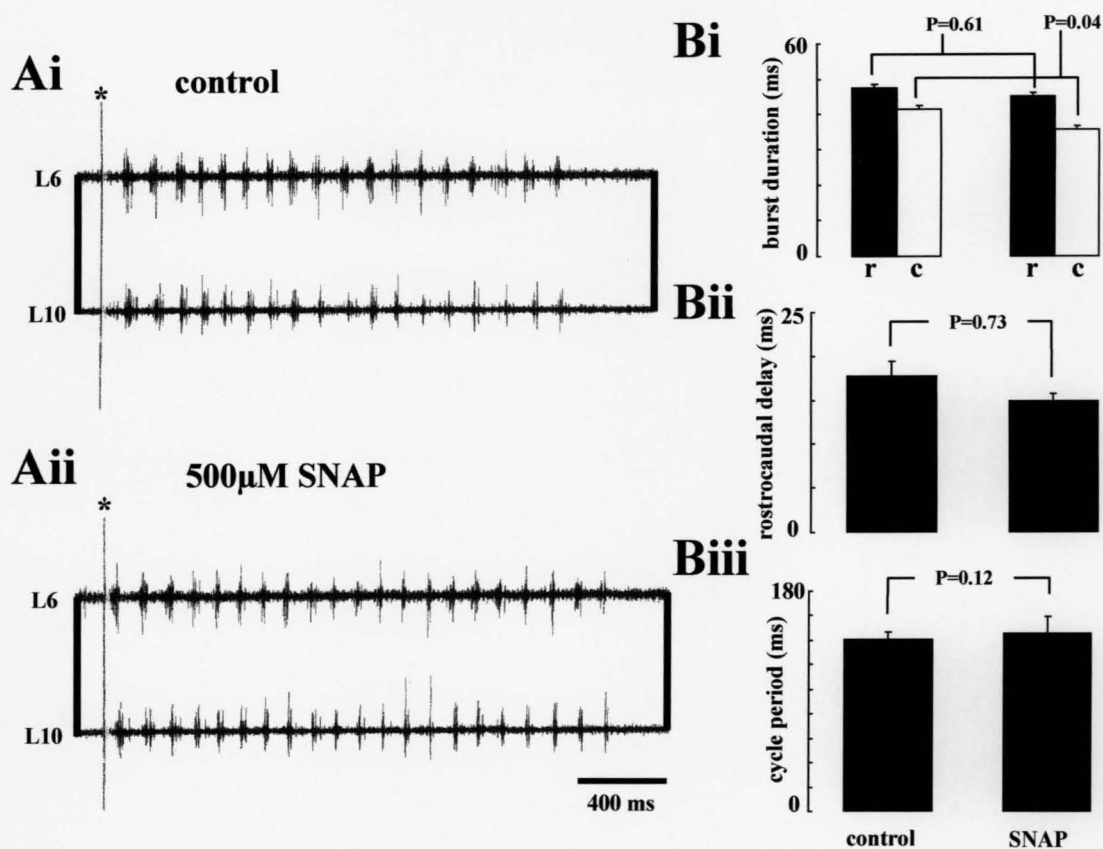 Ai
control
*
L6
L10
Aii
500μM SNAP
*
L6
L10
400 ms
Bi
P=0.61
P=0.04
60
burst duration (ms)
0
r
c
r
c
Bii
25
P=0.73
rostrocaudal delay (ms)
0
Biii
180
P=0.12
cycle period (ms)
0
control
SNAP